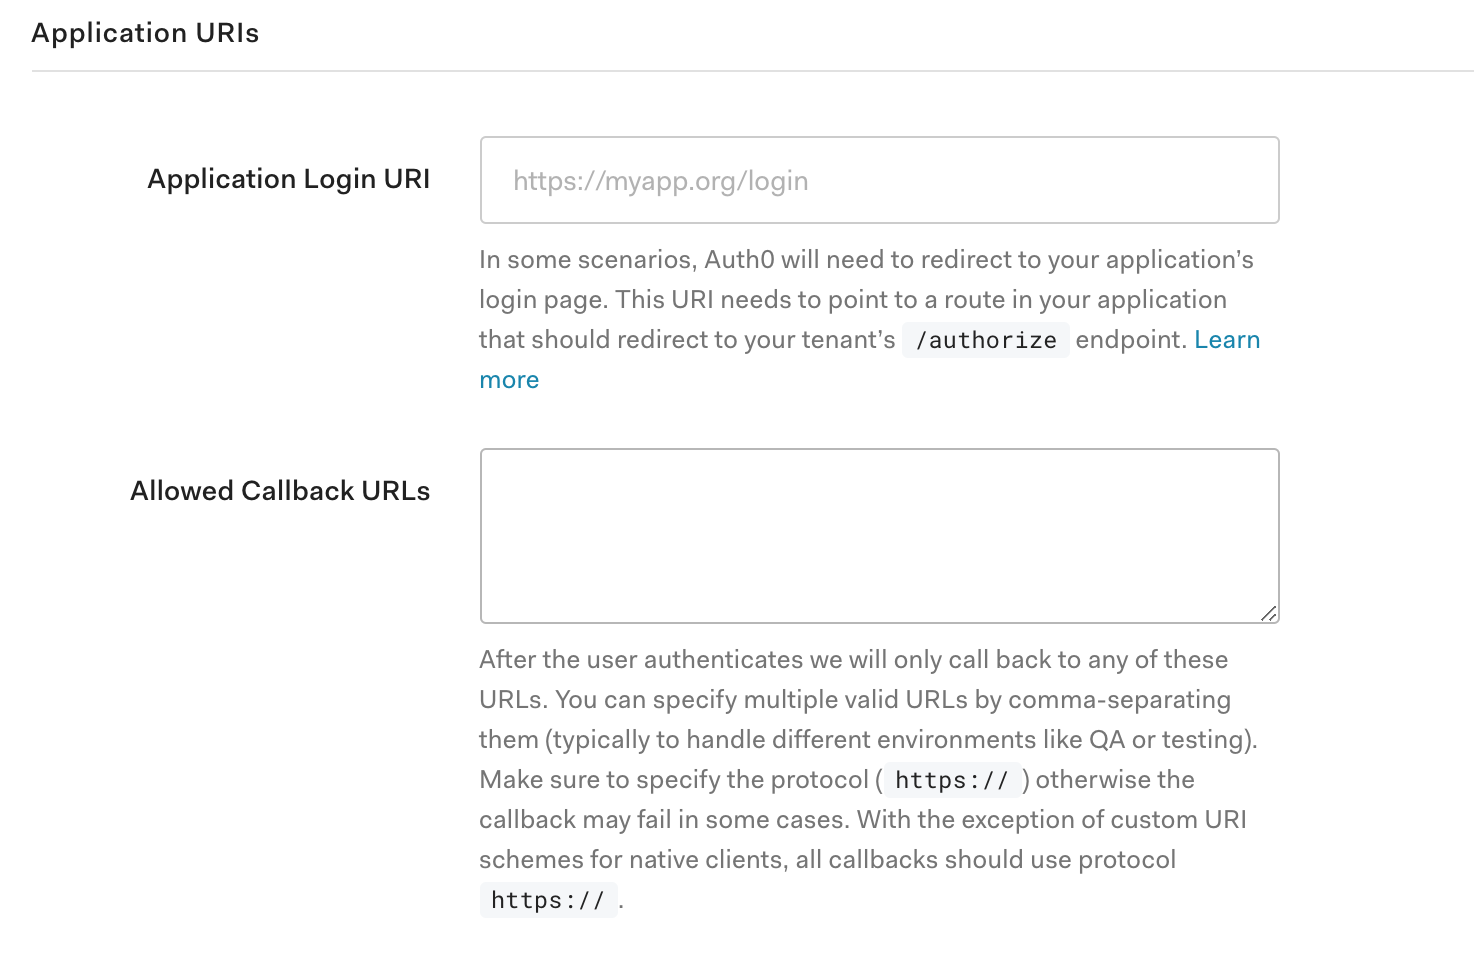 Application URIs
Application Login URI
https://myapp.org/login
In some scenarios, Auth0 will need to redirect to your application’s
login page. This URI needs to point to a route in your application
that should redirect to your tenant’s /authorize endpoint. Learn
more
Allowed Callback URLs
After the user authenticates we will only call back to any of these
URLs. You can specify multiple valid URLs by comma-separating
them (typically to handle different environments like QA or testing).
Make sure to specify the protocol ( https:// ) otherwise the
callback may fail in some cases. With the exception of custom URI
schemes for native clients, all callbacks should use protocol
https:// .